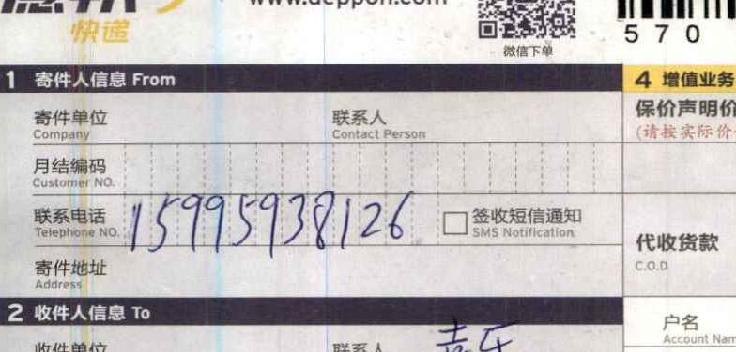 快递
www.deppon.com
微信下单
570
1 寄件人信息 From
4 增值业务
寄件单位
Company
联系人
Contact Person
保价声明价
(请按实际价
月结编码
Customer NO.
联系电话
Telephone NO.
15995938126
签收短信通知
SMS Notification
代收货款
C.O.D
寄件地址
Address
2 收件人信息 To
户名
Account Nam
收件单位
联系人